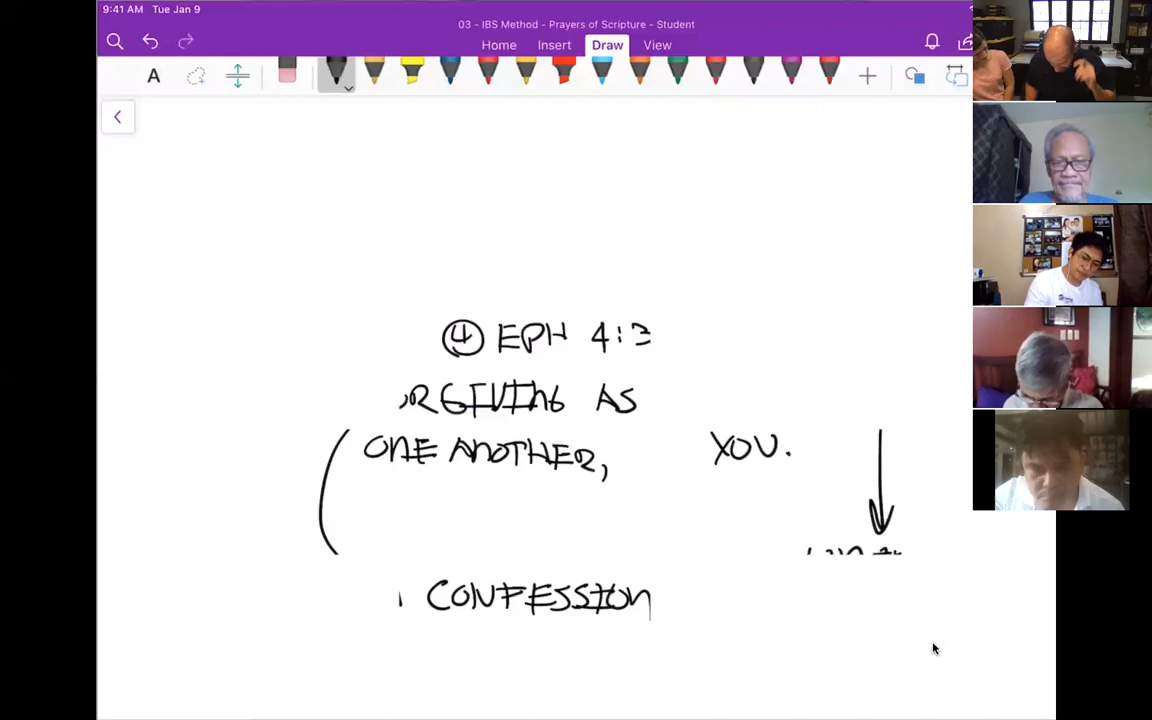 9:41 AM Tue Jan 9
03 - IBS Method - Prayers of Scripture - Student
Home Insert Draw View
A
④ EPH 4:3
RGIVING AS
ONE ANOTHER, YOU.
CONFESSION